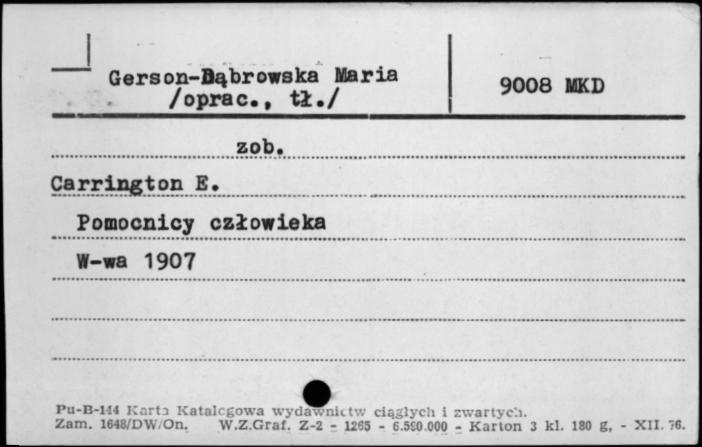 Gerson-Dąbrowska Maria
/oprac., tł./
9008 MKD
zob.
Carrington E.
Pomocnicy człowieka
W-wa 1907
Pu-B-144 Karta Katalogowa wydawnictw ciągłych i zwartych.
Zam. 1648/DW/On. W.Z.Graf. Z-2 - 1265 - 6.590.000 - Karton 3 kl. 180 g, - XII. 76.